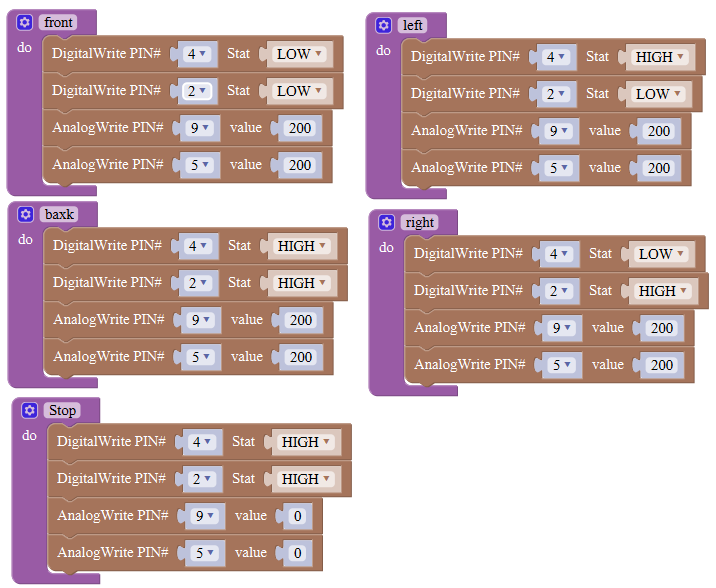 front
do
DigitalWrite PIN# 4 Stat LOW
DigitalWrite PIN# 2 Stat LOW
AnalogWrite PIN# 9 value 200
AnalogWrite PIN# 5 value 200
baxk
do
DigitalWrite PIN# 4 Stat HIGH
DigitalWrite PIN# 2 Stat HIGH
AnalogWrite PIN# 9 value 200
AnalogWrite PIN# 5 value 200
Stop
do
DigitalWrite PIN# 4 Stat HIGH
DigitalWrite PIN# 2 Stat HIGH
AnalogWrite PIN# 9 value 0
AnalogWrite PIN# 5 value 0
left
do
DigitalWrite PIN# 4 Stat HIGH
DigitalWrite PIN# 2 Stat LOW
AnalogWrite PIN# 9 value 200
AnalogWrite PIN# 5 value 200
right
do
DigitalWrite PIN# 4 Stat LOW
DigitalWrite PIN# 2 Stat HIGH
AnalogWrite PIN# 9 value 200
AnalogWrite PIN# 5 value 200